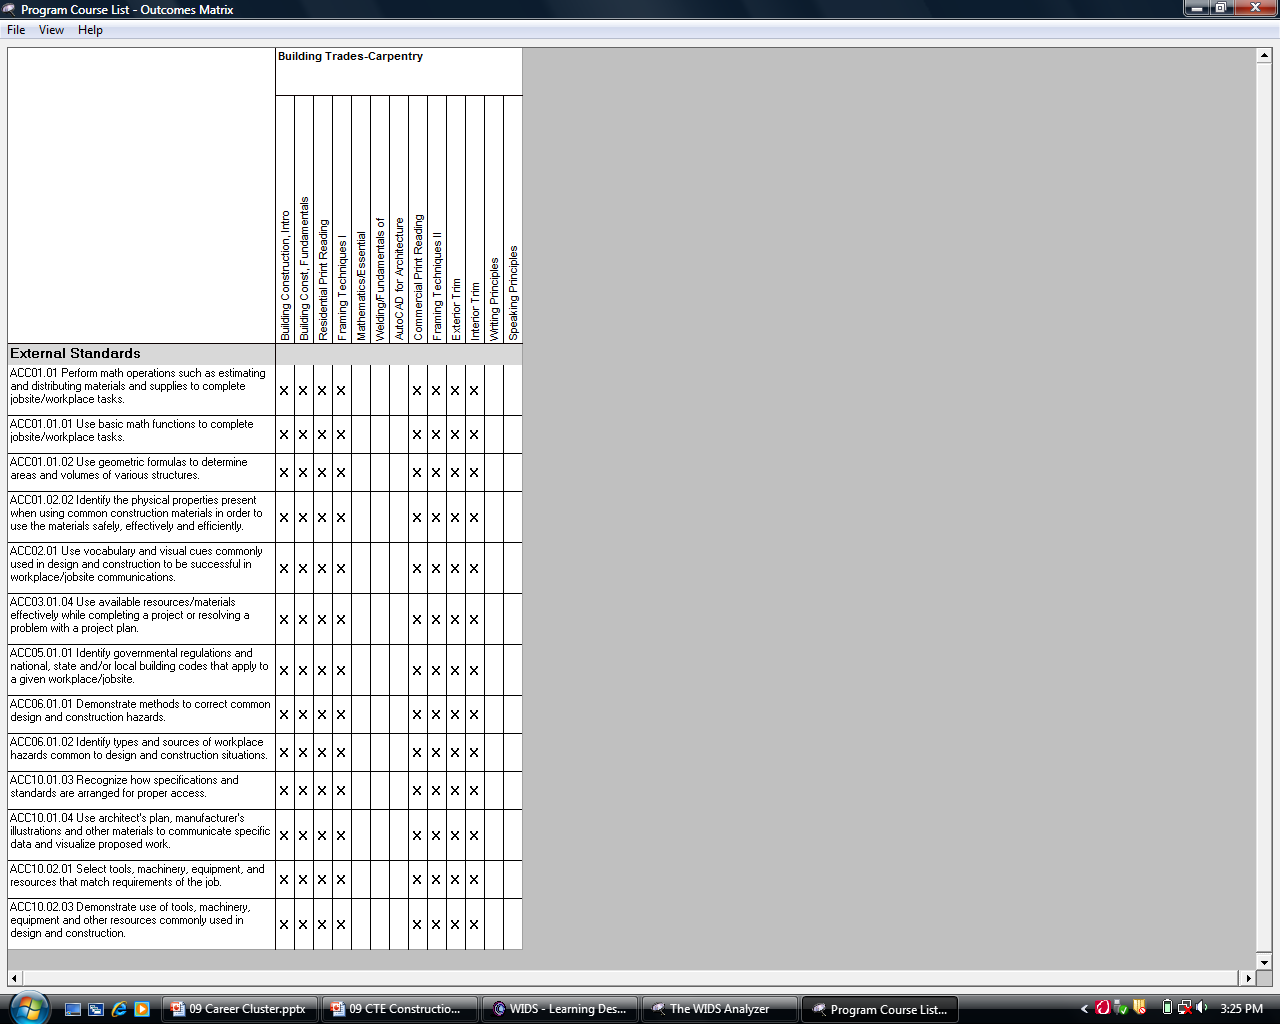 Program Course List - Outcomes Matrix
File View Help
Building Trades-Carpentry
Building Construction, Intro
Building Const, Fundamentals
Residential Print Reading
Framing Techniques I
Mathematics/Essential
Welding/Fundamentals of
AutoCAD for Architecture
Commercial Print Reading
Framing Techniques II
Exterior Trim
Interior Trim
Writing Principles
Speaking Principles
External Standards
ACC01.01 Perform math operations such as estimating
and distributing materials and supplies to complete
jobsite/workplace tasks.
X X X X X X X X
ACC01.01.01 Use basic math functions to complete
jobsite/workplace tasks.
X X X X X X X X
ACC01.01.02 Use geometric formulas to determine
areas and volumes of various structures.
X X X X X X X X
ACC01.02.02 Identify the physical properties present
when using common construction materials in order to
use the materials safely, effectively and efficiently.
X X X X X X X X
ACC02.01 Use vocabulary and visual cues commonly
used in design and construction to be successful in
workplace/jobsite communications.
X X X X X X X X
ACC03.01.04 Use available resources/materials
effectively while completing a project or resolving a
problem with a project plan.
X X X X X X X X
ACC05.01.01 Identify governmental regulations and
national, state and/or local building codes that apply to
a given workplace/jobsite.
X X X X X X X X
ACC06.01.01 Demonstrate methods to correct common
design and construction hazards.
X X X X X X X X
ACC06.01.02 Identify types and sources of workplace
hazards common to design and construction situations.
X X X X X X X X
ACC10.01.03 Recognize how specifications and
standards are arranged for proper access.
X X X X X X X X
ACC10.01.04 Use architect's plan, manufacturer's
illustrations and other materials to communicate specific
data and visualize proposed work.
X X X X X X X X
ACC10.02.01 Select tools, machinery, equipment, and
resources that match requirements of the job.
X X X X X X X X
ACC10.02.03 Demonstrate use of tools, machinery,
equipment and other resources commonly used in
design and construction.
X X X X X X X X
09 Career Cluster.pptx
09 CTE Constructio...
WIDS - Learning Des...
The WIDS Analyzer
Program Course List...
3:25 PM